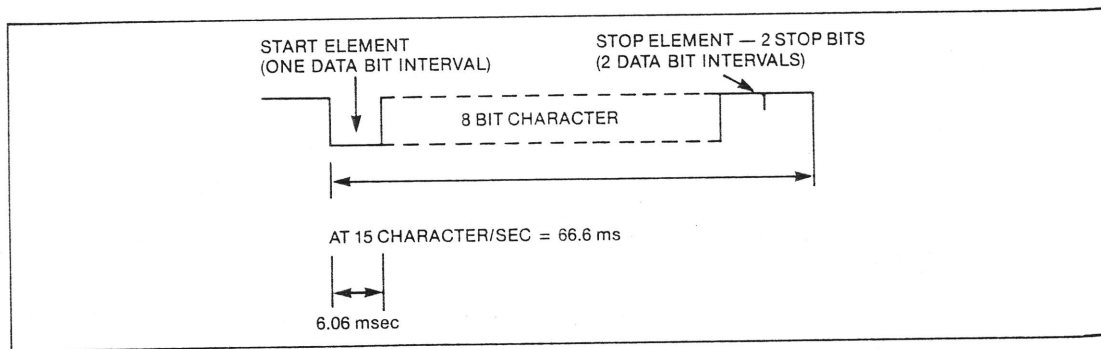 START ELEMENT
(ONE DATA BIT INTERVAL)
STOP ELEMENT — 2 STOP BITS
(2 DATA BIT INTERVALS)
8 BIT CHARACTER
AT 15 CHARACTER/SEC = 66.6 ms
6.06 msec